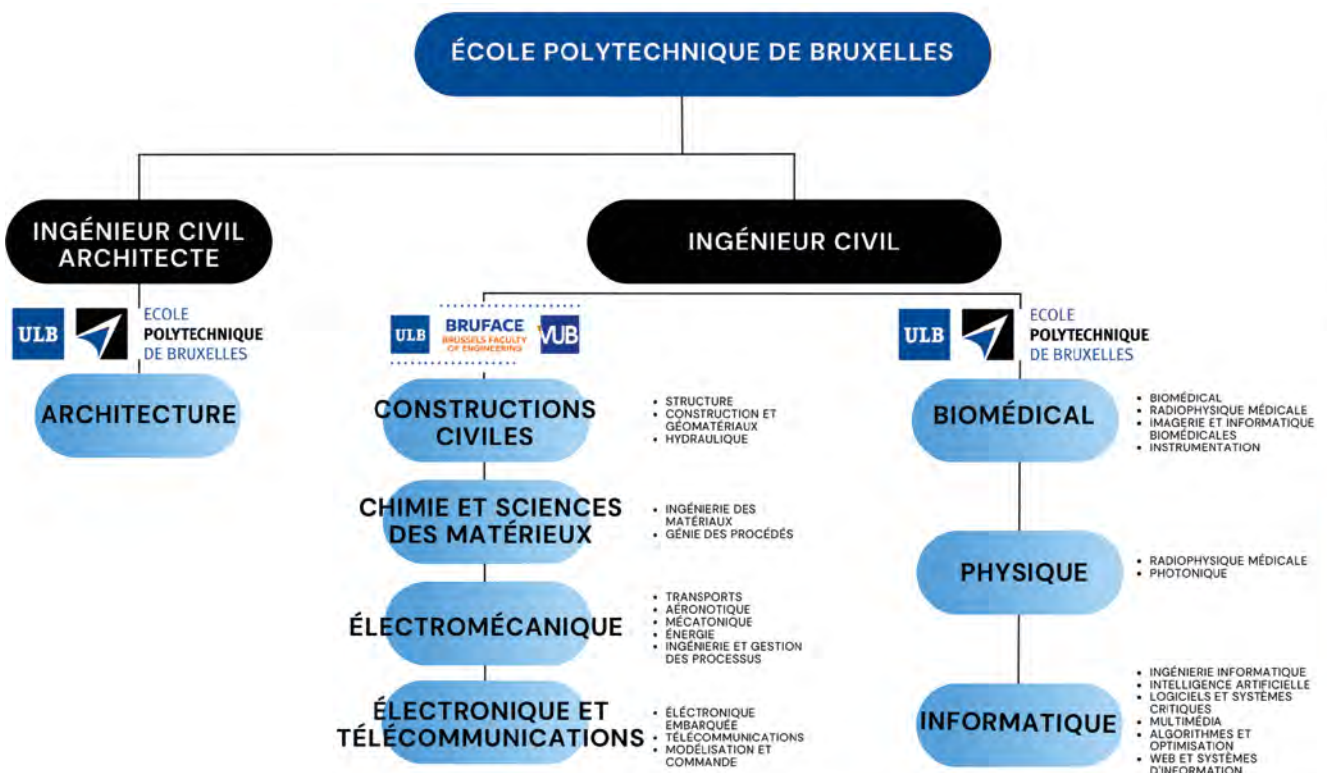 ÉCOLE POLYTECHNIQUE DE BRUXELLES
INGÉNIEUR CIVIL
ARCHITECTE
INGÉNIEUR CIVIL
ULB
ECOLE
POLYTECHNIQUE
DE BRUXELLES
ARCHITECTURE
ULB
BRUFACE
BRUSSELS FACULTY
OF ENGINEERING
VUB
CONSTRUCTIONS
CIVILES
• STRUCTURE
• CONSTRUCTION ET
GÉOMATÉRIAUX
• HYDRAULIQUE
CHIMIE ET SCIENCES
DES MATÉRIEUX
• INGÉNIERIE DES
MATÉRIAUX
• GÉNIE DES PROCÉDÉS
ÉLECTROMÉCANIQUE
• TRANSPORTS
• AÉRONOTIQUE
• MÉCATONIQUE
• ÉNERGIE
• INGÉNIERIE ET GESTION
DES PROCESSUS
ÉLECTRONIQUE ET
TÉLÉCOMMUNICATIONS
• ÉLÉCTRONIQUE
EMBARQUÉE
• TÉLÉCOMMUNICATIONS
• MODÉLISATION ET
COMMANDE
ULB
ECOLE
POLYTECHNIQUE
DE BRUXELLES
BIOMÉDICAL
• BIOMÉDICAL
• RADIOPHYSIQUE MÉDICALE
• IMAGERIE ET INFORMATIQUE
BIOMÉDICALES
• INSTRUMENTATION
PHYSIQUE
• RADIOPHYSIQUE MÉDICALE
• PHOTONIQUE
INFORMATIQUE
• INGÉNIERIE INFORMATIQUE
• INTELLIGENCE ARTIFICIELLE
• LOGICIELS ET SYSTÈMES
CRITIQUES
• MULTIMÉDIA
• ALGORITHMES ET
OPTIMISATION
• WEB ET SYSTÈMES
D'INFORMATION